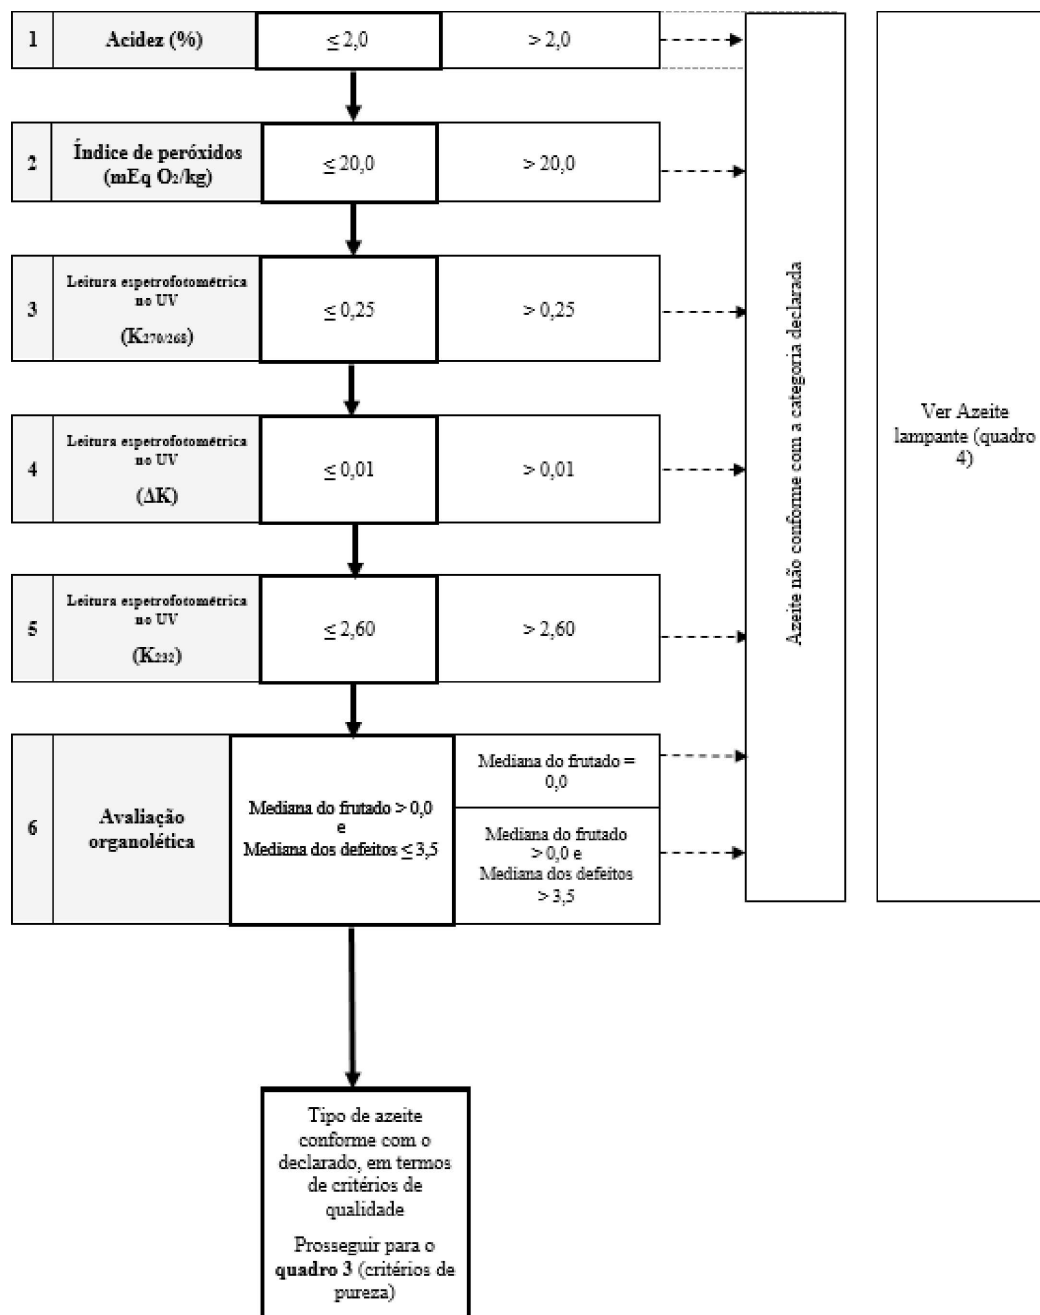 1
Acidez (%)
≤ 2,0
> 2,0
2
Índice de peróxidos
(mEq O₂/kg)
≤ 20,0
> 20,0
3
Leitura espetrofotométrica
no UV
(K₂₇₀/₂₆₈)
≤ 0,25
> 0,25
4
Leitura espetrofotométrica
no UV
(ΔK)
≤ 0,01
> 0,01
5
Leitura espetrofotométrica
no UV
(K₂₃₂)
≤ 2,60
> 2,60
6
Avaliação
organolética
Mediana do frutado > 0,0
e
Mediana dos defeitos ≤ 3,5
Mediana do frutado =
0,0
Mediana do frutado
> 0,0 e
Mediana dos defeitos
> 3,5
Azeite não conforme com a categoria declarada
Ver Azeite
lampante (quadro
4)
Tipo de azeite
conforme com o
declarado, em termos
de critérios de
qualidade
Prosseguir para o
quadro 3 (critérios de
pureza)